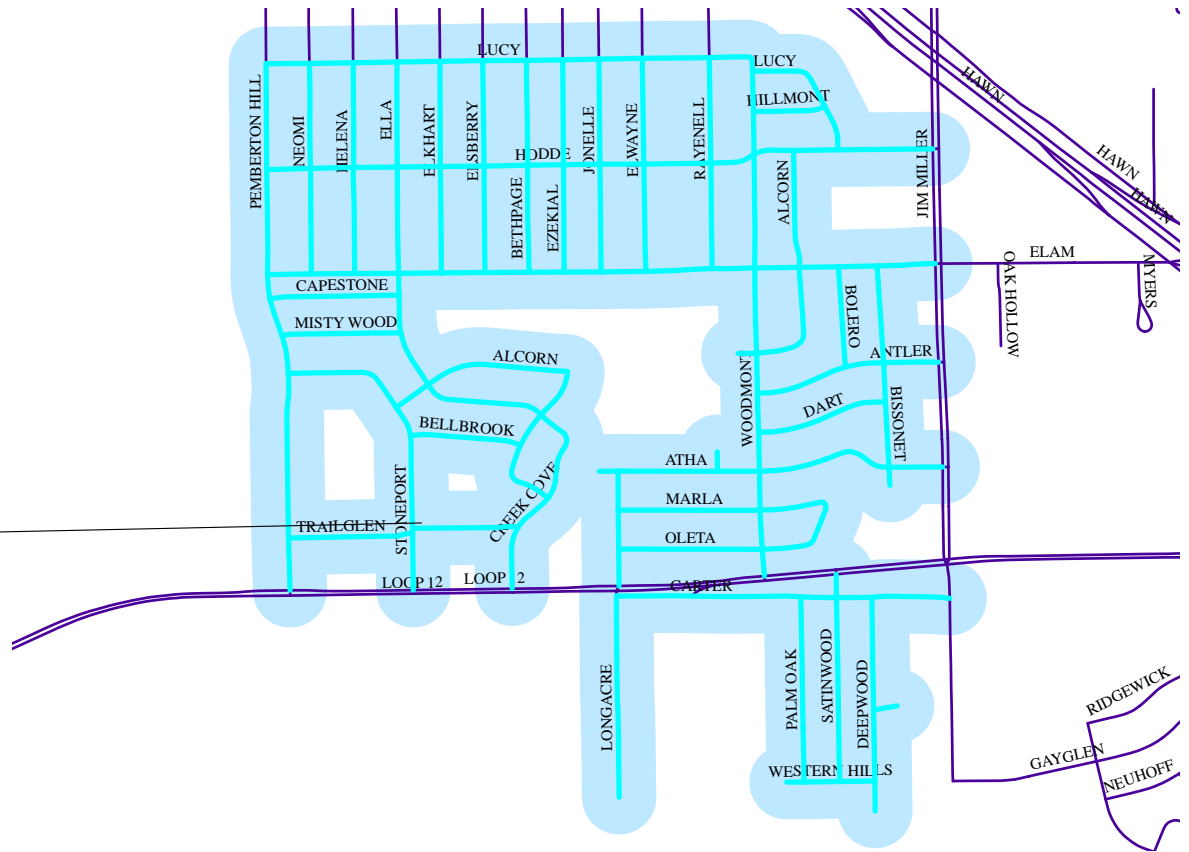 LUCY
LUCY
HAWN
HILLMONT
PEMBERTON HILL
NEOMI
HELENA
ELLA
ELKHART
ELSBERRY
HODDE
JONELLE
ELWAYNE
RAYENELL
ALCORN
JIM MILLER
HAWN
HAWN
BETHPAGE
EZEKIAL
ELAM
OAK HOLLOW
MYERS
CAPESTONE
MISTY WOOD
BOLERO
ALCORN
ANTLER
WOODMONT
DART
BISSONET
BELLBROOK
ATHA
CREEK COVE
MARLA
STONEPORT
TRAILGLEN
OLETA
LOOP 12
LOOP 12
CARTER
LONGACRE
PALM OAK
SATINWOOD
DEEPWOOD
RIDGEWICK
GAYGLEN
WESTERN HILLS
NEUHOFF